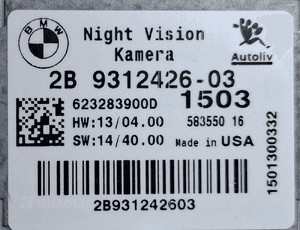 BMW
Night Vision
Kamera
Autoliv
2B 9312426-03
623283900D
1503
HW:13/04.00
583550 16
SW:14/40.00
Made in USA
2B931242603
1501300332